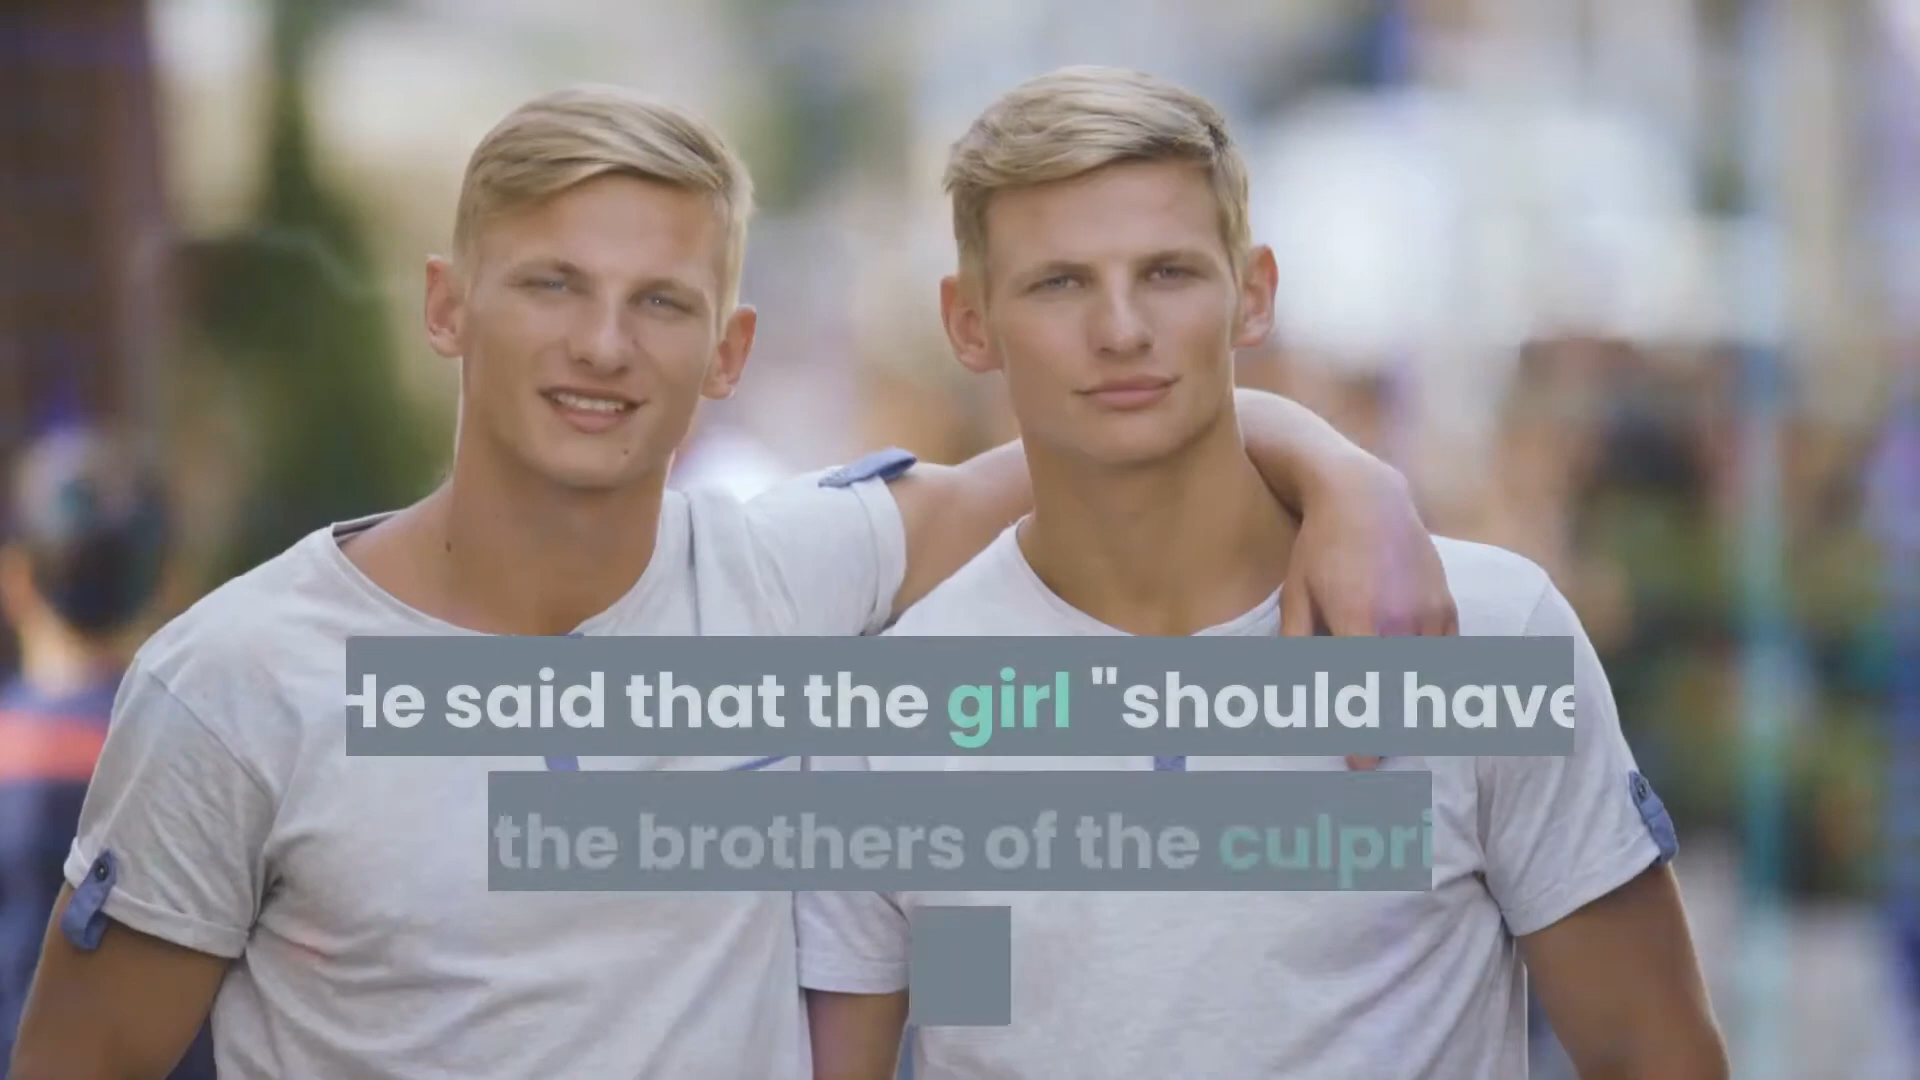 He said that the girl "should have
the brothers of the culpri